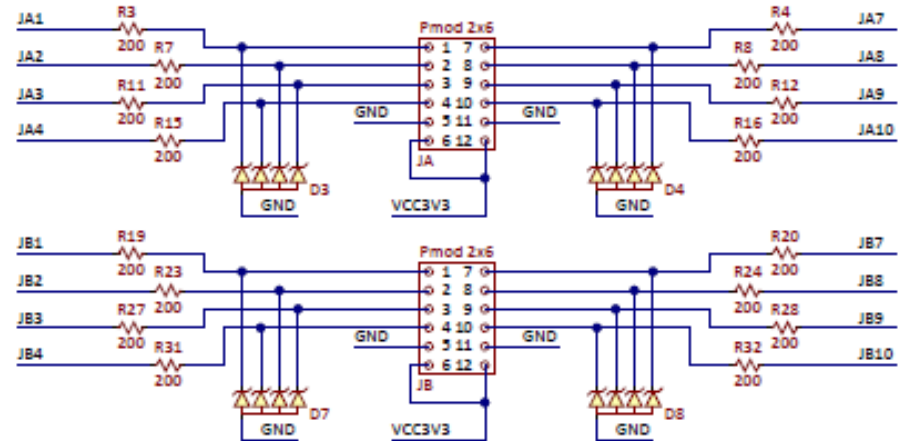 JA1 R3 Pmod 2x6 R4 JA7
200 1 7 200
JA2 R7 2 8 R8 JA8
200 3 9 200
JA3 R11 R12 JA9
200 4 10 200
GND 5 11 GND
JA4 R15 6 12 R16 JA10
200 JA 200
D3 D4
GND VCC3V3 GND
JB1 R19 Pmod 2x6 R20 JB7
200 1 7 200
JB2 R23 2 8 R24 JB8
200 3 9 200
JB3 R27 R28 JB9
200 4 10 200
GND 5 11 GND
JB4 R31 6 12 R32 JB10
200 JB 200
D7 D8
GND VCC3V3 GND